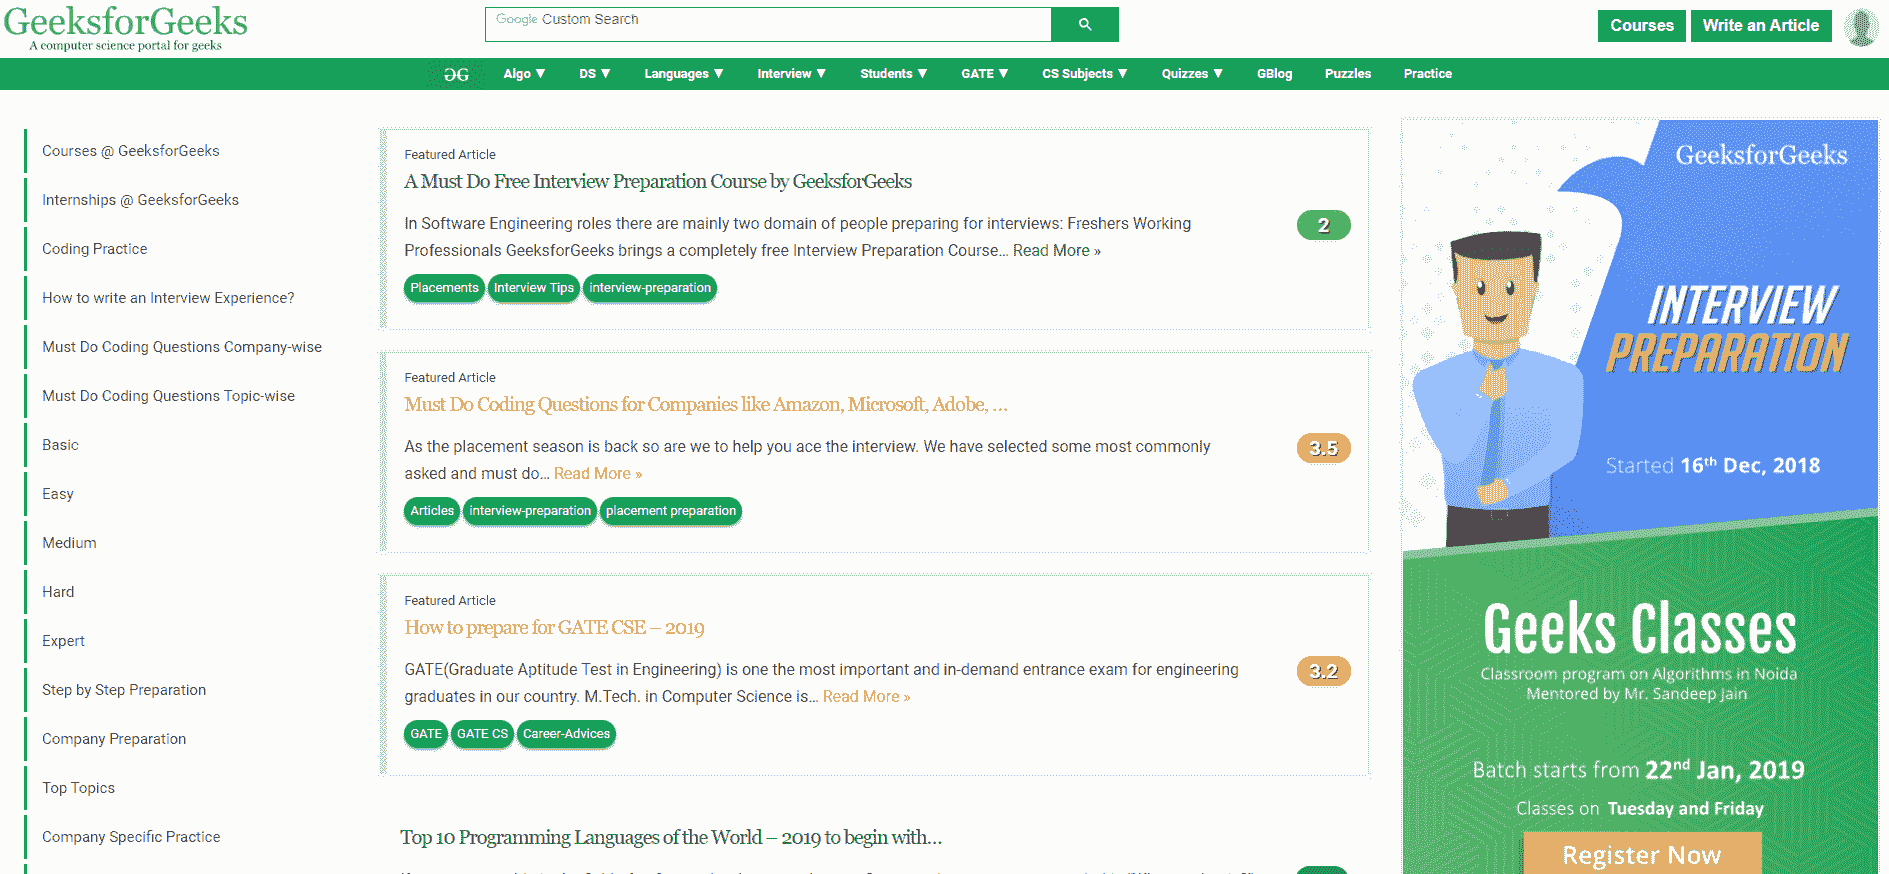 GeeksforGeeks
A computer science portal for geeks
Google Custom Search
Courses
Write an Article
GG
Algo ▼
DS ▼
Languages ▼
Interview ▼
Students ▼
GATE ▼
CS Subjects ▼
Quizzes ▼
GBlog
Puzzles
Practice
Courses @ GeeksforGeeks
Internships @ GeeksforGeeks
Coding Practice
How to write an Interview Experience?
Must Do Coding Questions Company-wise
Must Do Coding Questions Topic-wise
Basic
Easy
Medium
Hard
Expert
Step by Step Preparation
Company Preparation
Top Topics
Company Specific Practice
Featured Article
A Must Do Free Interview Preparation Course by GeeksforGeeks
In Software Engineering roles there are mainly two domain of people preparing for interviews: Freshers Working
Professionals GeeksforGeeks brings a completely free Interview Preparation Course… Read More »
2
Placements
Interview Tips
interview-preparation
Featured Article
Must Do Coding Questions for Companies like Amazon, Microsoft, Adobe, …
As the placement season is back so are we to help you ace the interview. We have selected some most commonly
asked and must do… Read More »
3.5
Articles
interview-preparation
placement preparation
Featured Article
How to prepare for GATE CSE – 2019
GATE(Graduate Aptitude Test in Engineering) is one the most important and in-demand entrance exam for engineering
graduates in our country. M.Tech. in Computer Science is… Read More »
3.2
GATE
GATE CS
Career-Advices
Top 10 Programming Languages of the World – 2019 to begin with…
GeeksforGeeks
INTERVIEW
PREPARATION
Started 16th Dec, 2018
Geeks Classes
Classroom program on Algorithms in Noida
Mentored by Mr. Sandeep Jain
Batch starts from 22nd Jan, 2019
Classes on Tuesday and Friday
Register Now